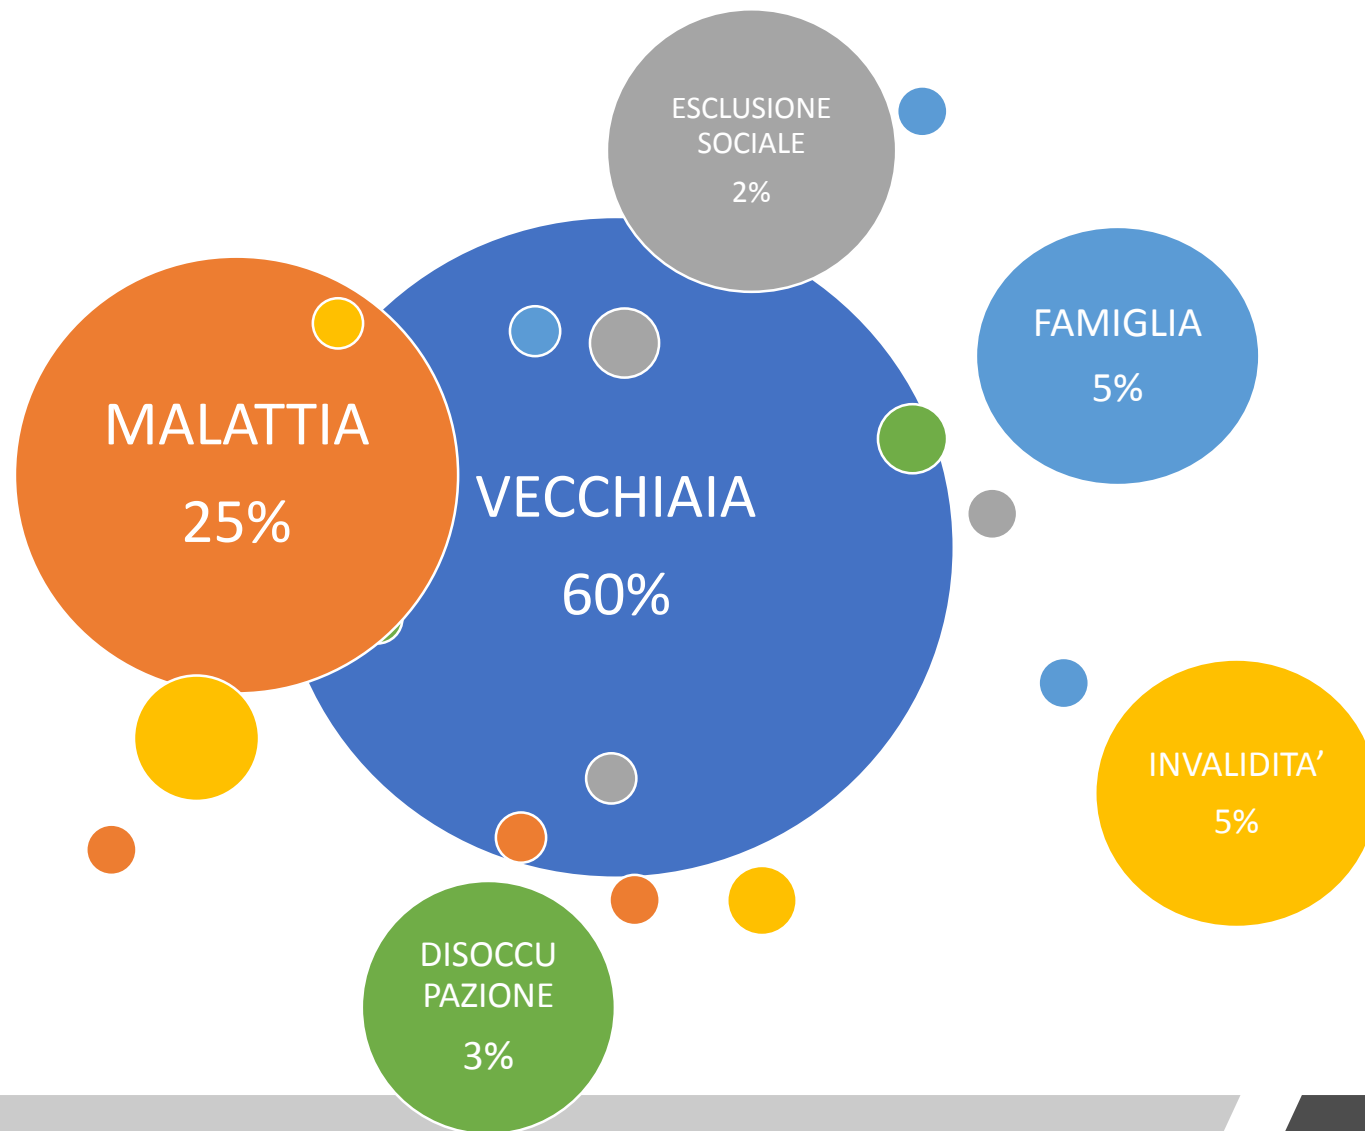 ESCLUSIONE
SOCIALE
2%
FAMIGLIA
5%
MALATTIA
25%
VECCHIAIA
60%
INVALIDITA’
5%
DISOCCU
PAZIONE
3%